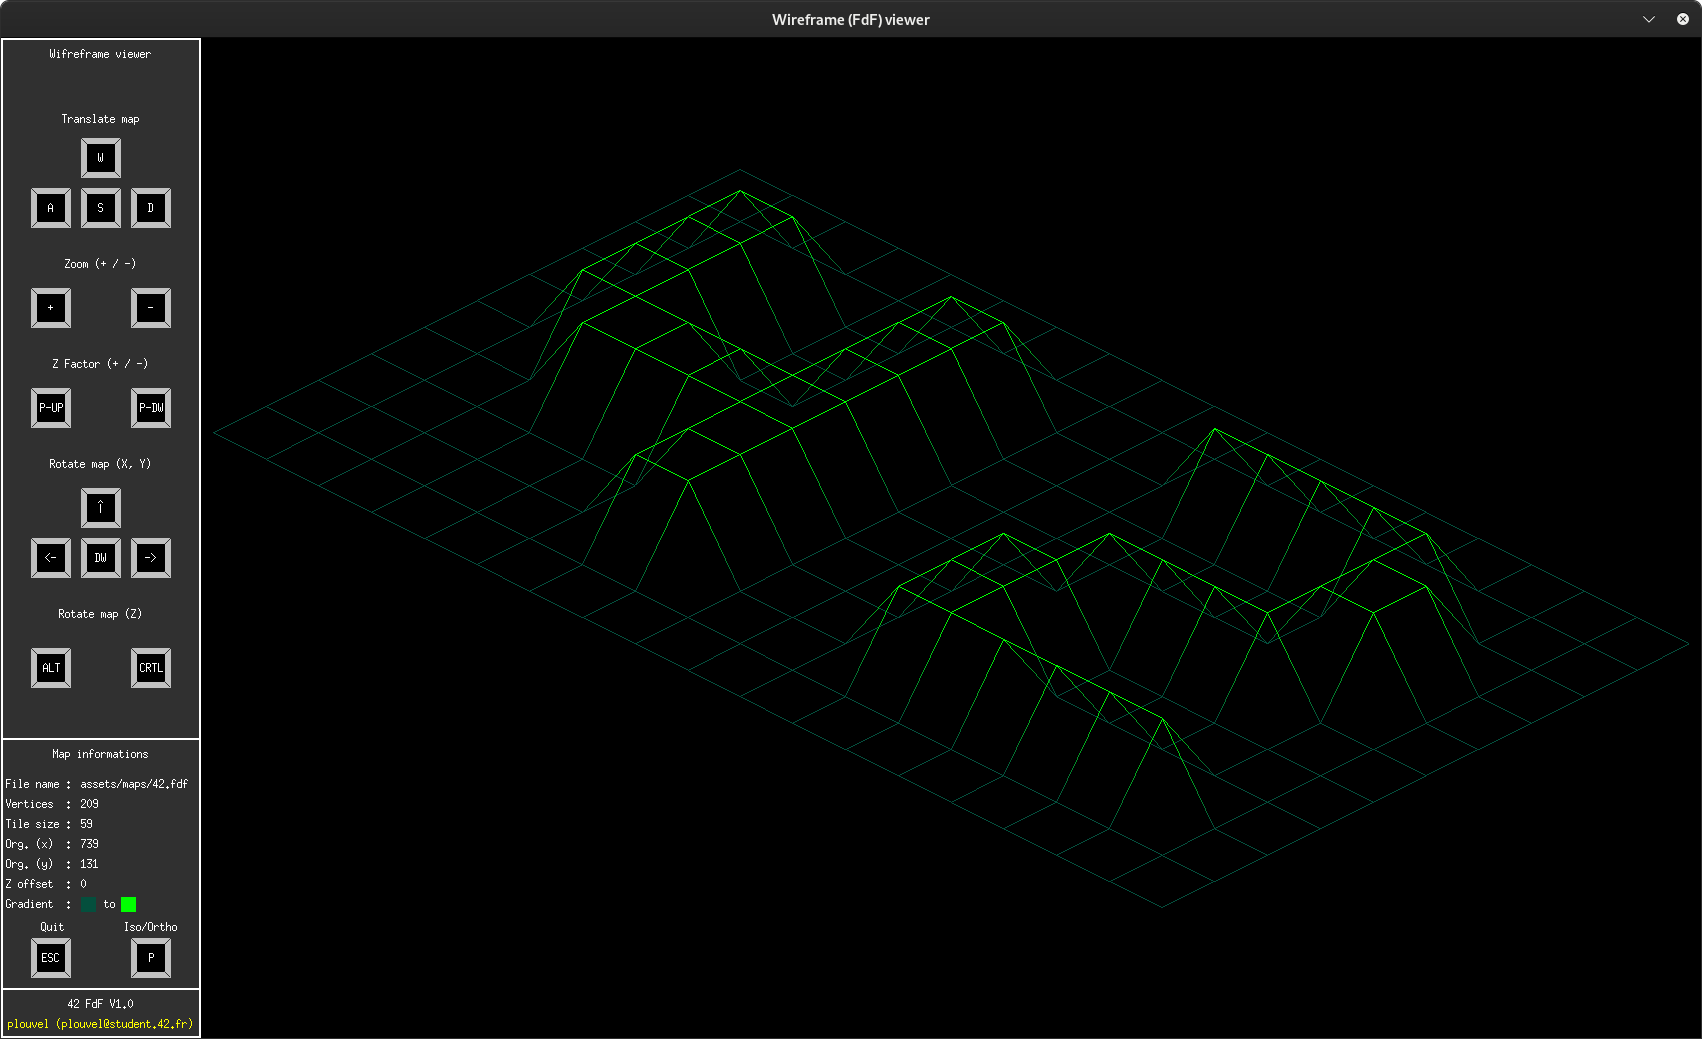 Wireframe (FdF) viewer
Wifreframe viewer
Translate map
W
A S D
Zoom (+ / -)
+ -
Z Factor (+ / -)
P-UP P-DW
Rotate map (X, Y)
^
<- DW ->
Rotate map (Z)
ALT CRTL
Map informations
File name : assets/maps/42.fdf
Vertices : 209
Tile size : 59
Org. (x) : 739
Org. (y) : 131
Z offset : 0
Gradient : to
Quit Iso/Ortho
ESC P
42 FdF V1.0
plouvel (plouvel@student.42.fr)